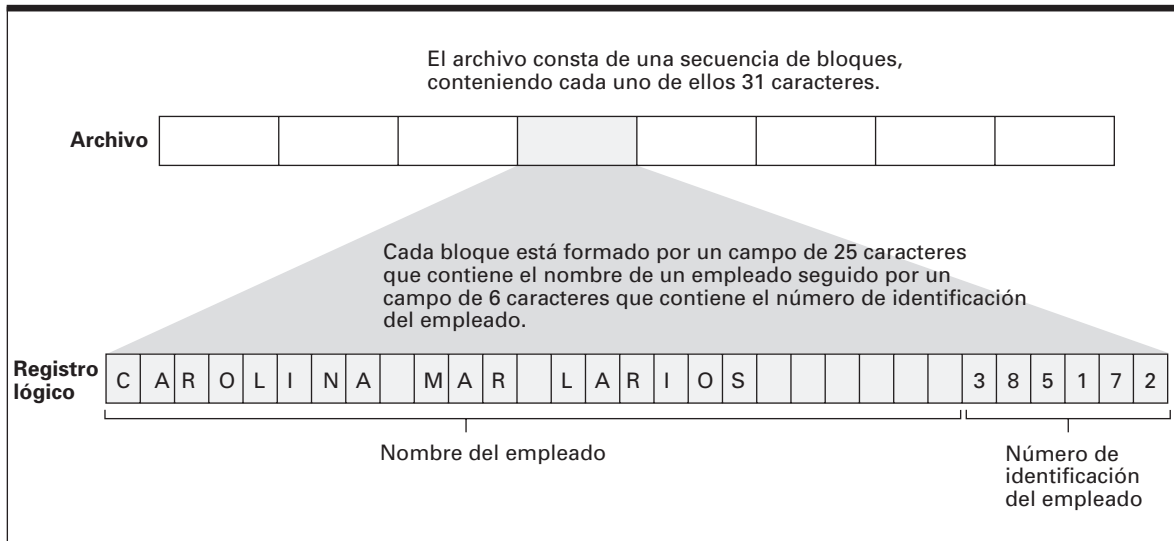 El archivo consta de una secuencia de bloques,
conteniendo cada uno de ellos 31 caracteres.
Archivo
Cada bloque está formado por un campo de 25 caracteres
que contiene el nombre de un empleado seguido por un
campo de 6 caracteres que contiene el número de identificación
del empleado.
Registro
lógico
C A R O L I N A M A R L A R I O S 3 8 5 1 7 2
Nombre del empleado
Número de
identificación
del empleado